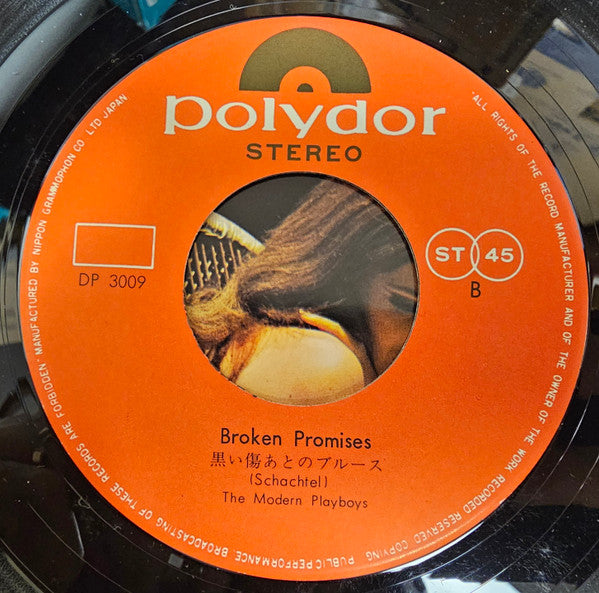 polydor
STEREO
DP 3009
ST 45
B
Broken Promises
黒い傷あとのブルース
(Schachtel)
The Modern Playboys
ALL RIGHTS OF THE RECORD MANUFACTURER AND OF THE OWNER OF THE WORK RECORDED RESERVED COPYING · PUBLIC PERFORMANCE BROADCASTING OF THESE RECORDS ARE FORBIDDEN · MANUFACTURED BY NIPPON GRAMMOPHON CO LTD JAPAN